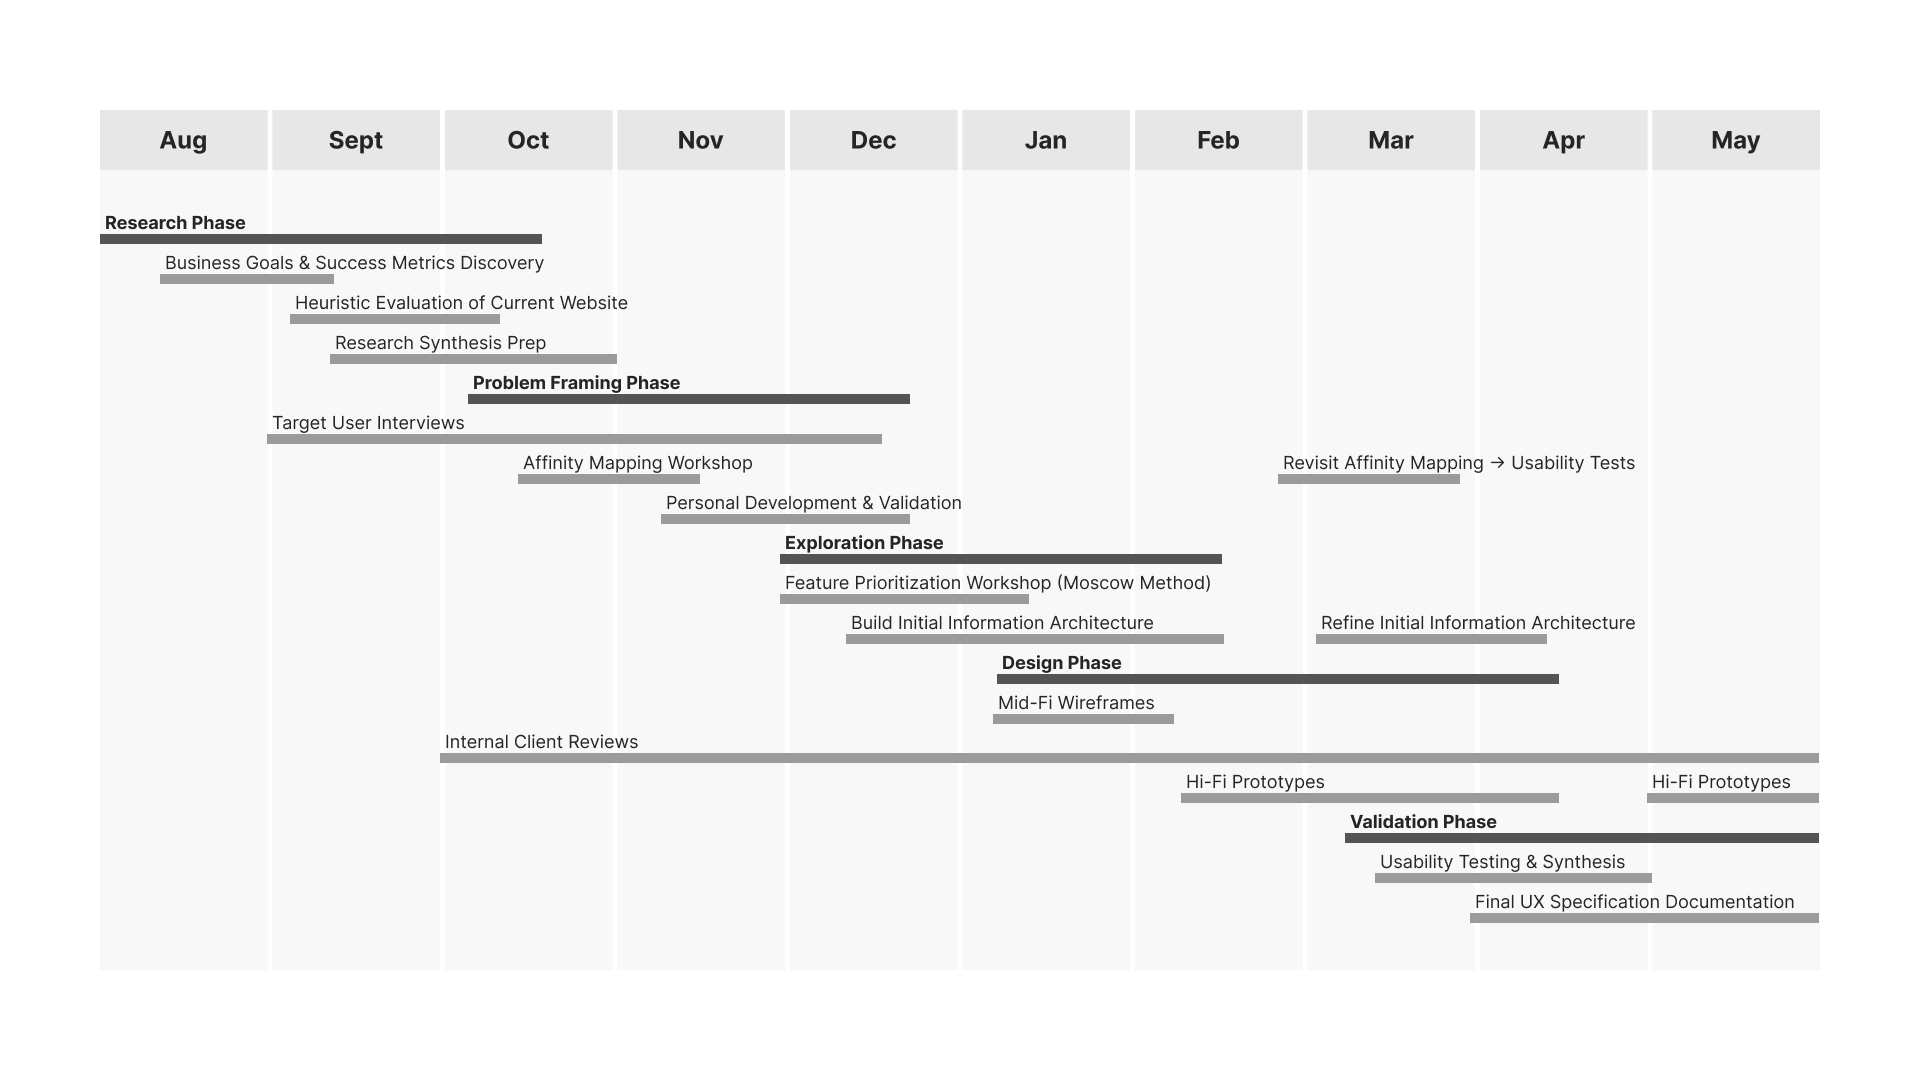 Aug Sept Oct Nov Dec Jan Feb Mar Apr May
Research Phase
Business Goals & Success Metrics Discovery
Heuristic Evaluation of Current Website
Research Synthesis Prep
Problem Framing Phase
Target User Interviews
Affinity Mapping Workshop
Revisit Affinity Mapping → Usability Tests
Personal Development & Validation
Exploration Phase
Feature Prioritization Workshop (Moscow Method)
Build Initial Information Architecture
Refine Initial Information Architecture
Design Phase
Mid-Fi Wireframes
Internal Client Reviews
Hi-Fi Prototypes
Hi-Fi Prototypes
Validation Phase
Usability Testing & Synthesis
Final UX Specification Documentation